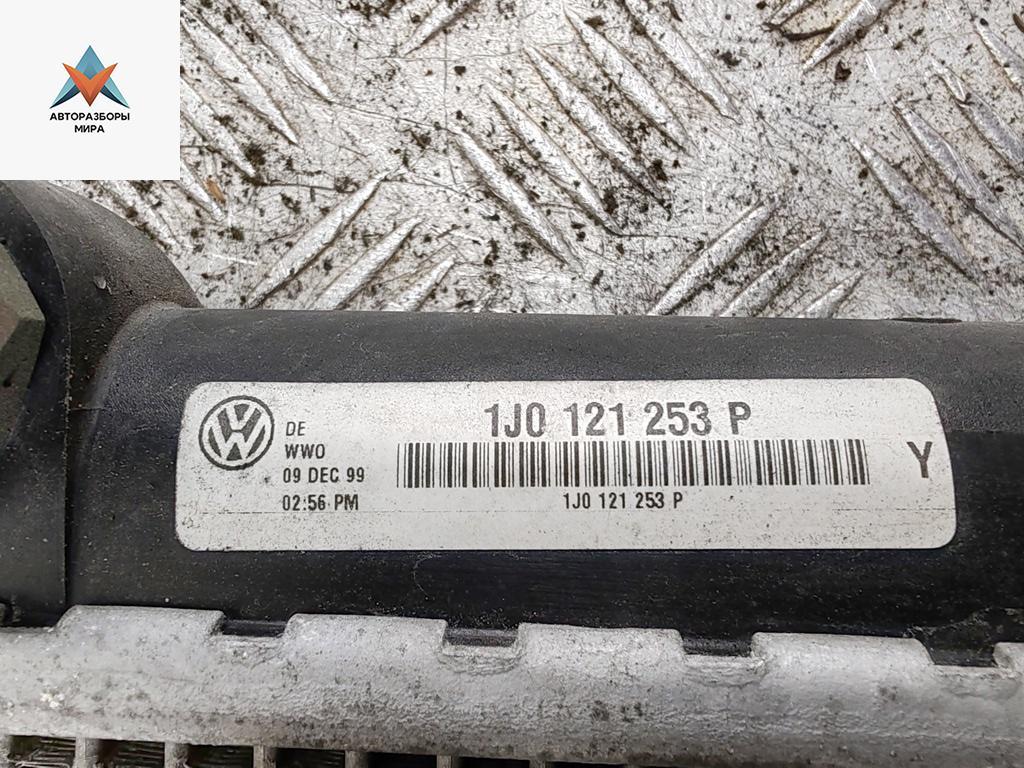 АВТОРАЗБОРЫ
МИРА
DE
WWO
09 DEC 99
02:56 PM
1J0 121 253 P
1J0 121 253 P
Y